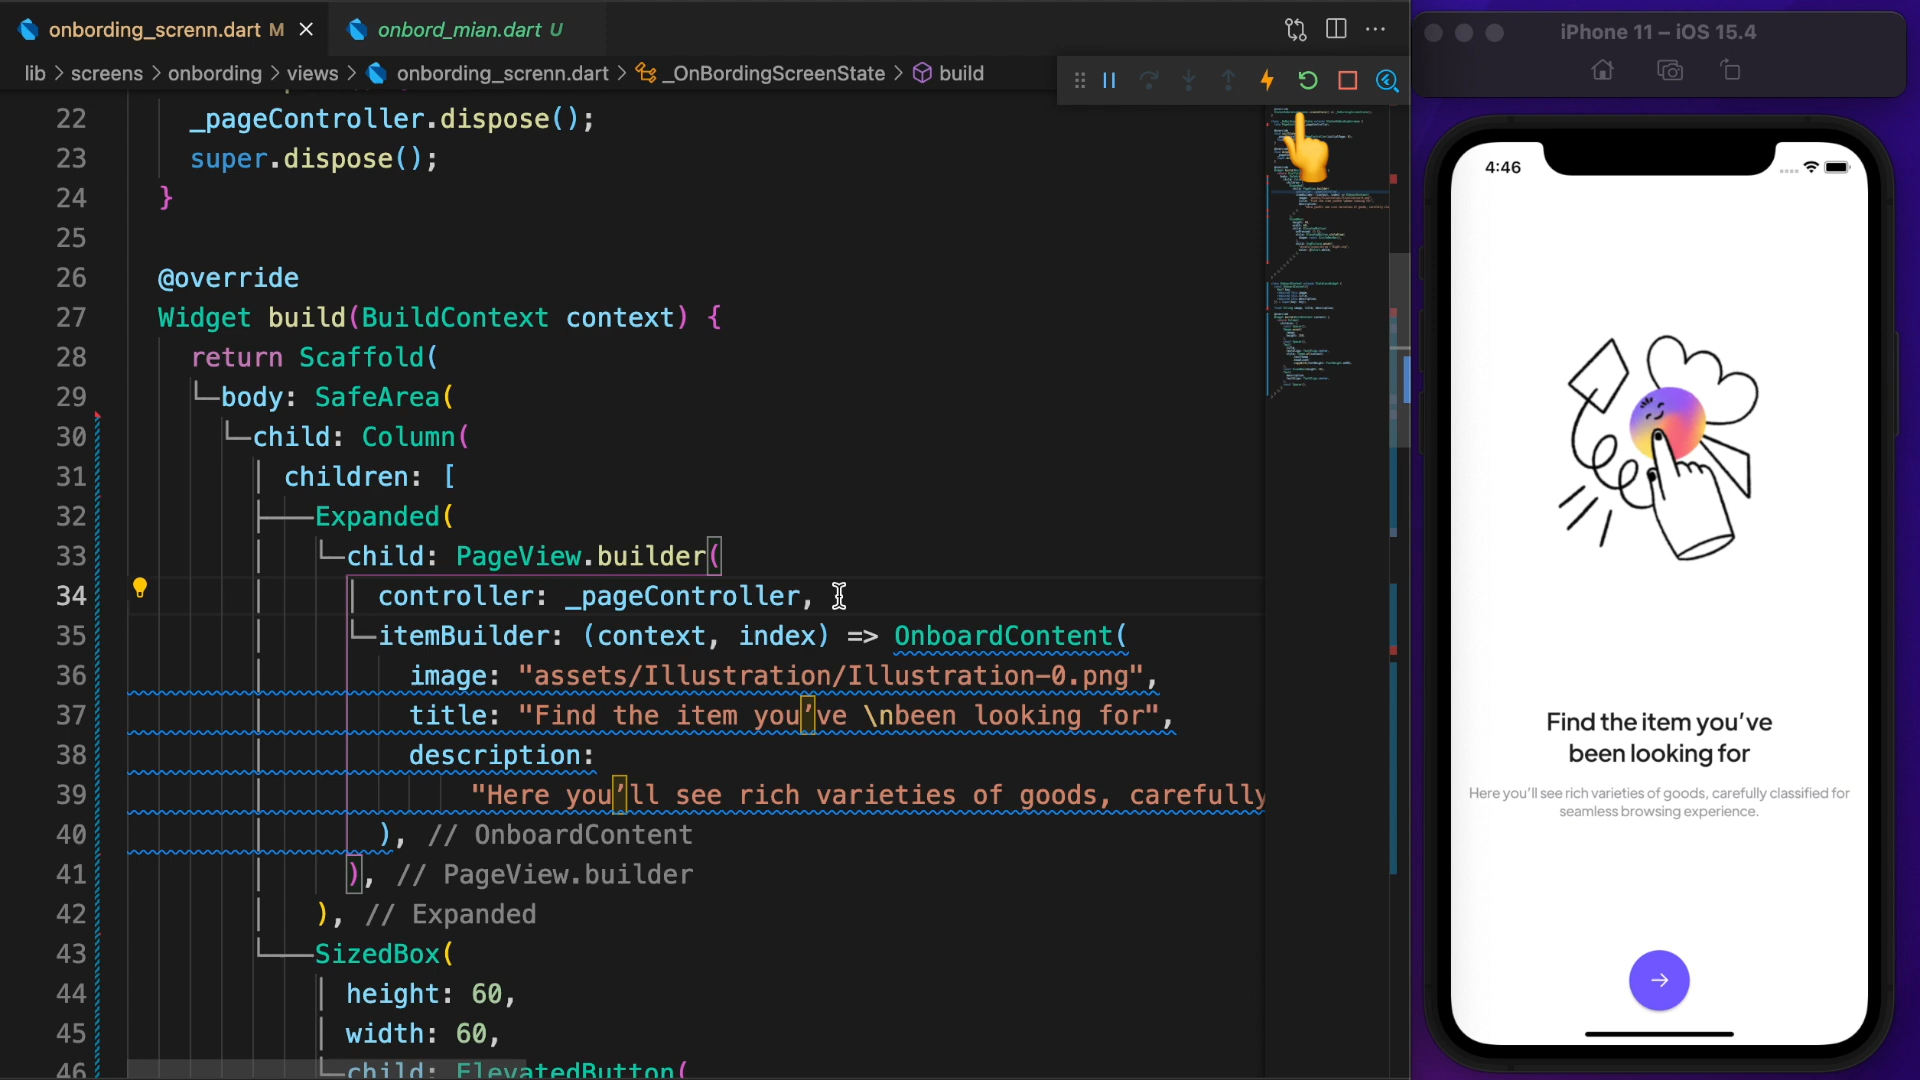 onbording_screnn.dart M
onbord_mian.dart U
lib > screens > onbording > views > onbording_screnn.dart > _OnBordingScreenState > build
22 _pageController.dispose();
23 super.dispose();
24 }
25
26 @override
27 Widget build(BuildContext context) {
28 return Scaffold(
29 body: SafeArea(
30 child: Column(
31 children: [
32 Expanded(
33 child: PageView.builder(
34 controller: _pageController,
35 itemBuilder: (context, index) => OnboardContent(
36 image: "assets/Illustration/Illustration-0.png",
37 title: "Find the item you’ve \nbeen looking for",
38 description:
39 "Here you’ll see rich varieties of goods, carefully
40 ), // OnboardContent
41 ), // PageView.builder
42 ), // Expanded
43 SizedBox(
44 height: 60,
45 width: 60,
46 child: ElevatedButton(
iPhone 11 – iOS 15.4
4:46
Find the item you’ve
been looking for
Here you’ll see rich varieties of goods, carefully classified for
seamless browsing experience.